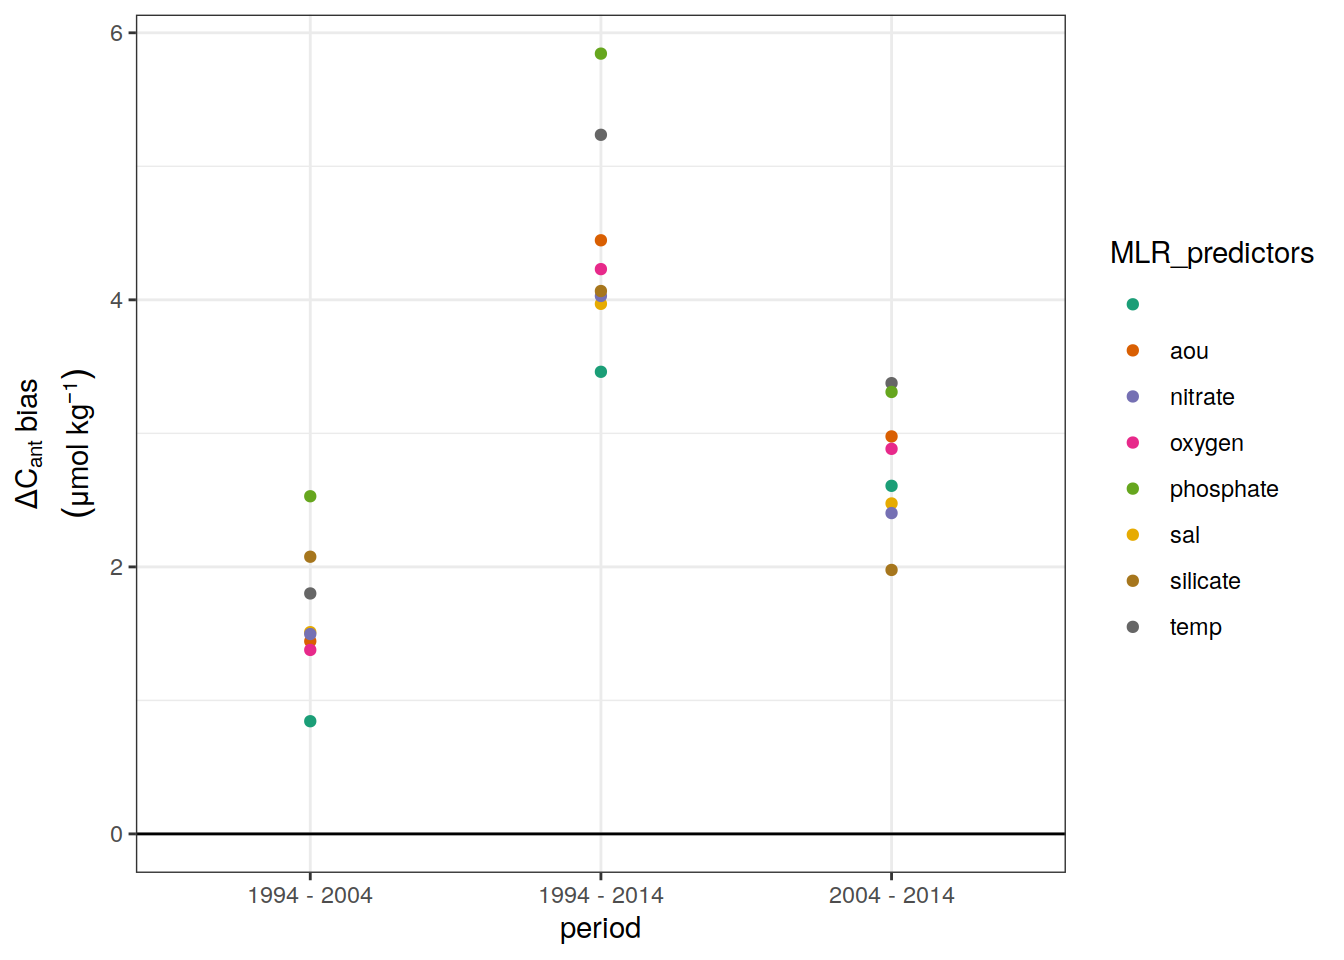 6
4
2
0
ΔCant bias
(μmol kg⁻¹)
1994 - 2004
1994 - 2014
2004 - 2014
period
MLR_predictors
aou
nitrate
oxygen
phosphate
sal
silicate
temp